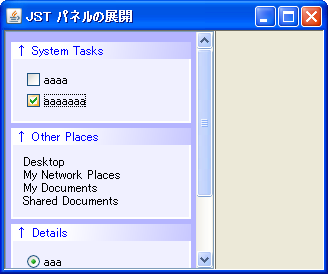 JST パネルの展開
↑ System Tasks
aaaa
aaaaaaa
↑ Other Places
Desktop
My Network Places
My Documents
Shared Documents
↑ Details
aaa